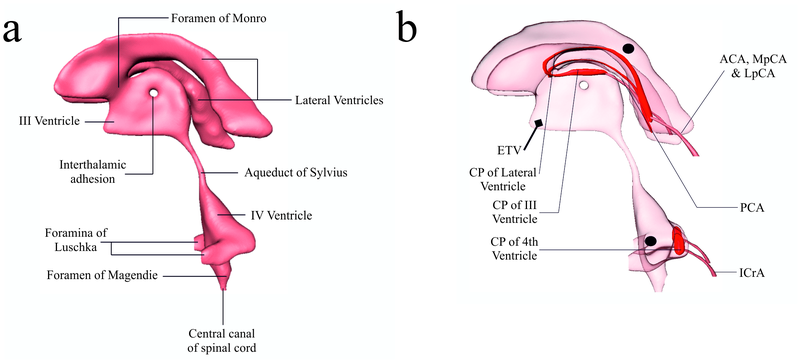 a
Foramen of Monro
Lateral Ventricles
III Ventricle
Interthalamic
adhesion
Aqueduct of Sylvius
IV Ventricle
Foramina of
Luschka
Foramen of Magendie
Central canal
of spinal cord
b
ACA, MpCA
& LpCA
ETV
CP of Lateral
Ventricle
CP of III
Ventricle
PCA
CP of 4th
Ventricle
ICrA